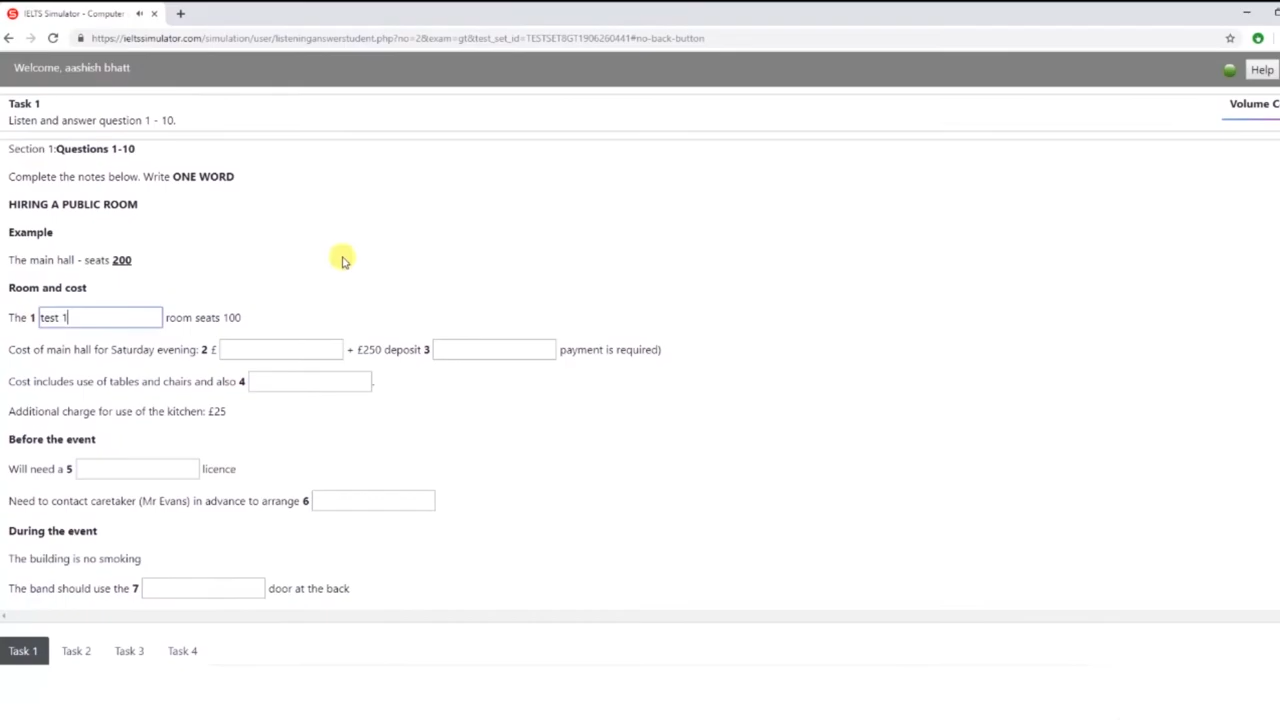 IELTS Simulator - Computer
https://ieltssimulator.com/simulation/user/listeninganswerstudent.php?no=2&exam=gt&test_set_id=TESTSET8GT1906260441#no-back-button
Welcome, aashish bhatt
Help
Task 1
Volume C
Listen and answer question 1 - 10.
Section 1:Questions 1-10
Complete the notes below. Write ONE WORD
HIRING A PUBLIC ROOM
Example
The main hall - seats 200
Room and cost
The 1 test 1 room seats 100
Cost of main hall for Saturday evening: 2 £ + £250 deposit 3 payment is required)
Cost includes use of tables and chairs and also 4 .
Additional charge for use of the kitchen: £25
Before the event
Will need a 5 licence
Need to contact caretaker (Mr Evans) in advance to arrange 6
During the event
The building is no smoking
The band should use the 7 door at the back
Task 1 Task 2 Task 3 Task 4